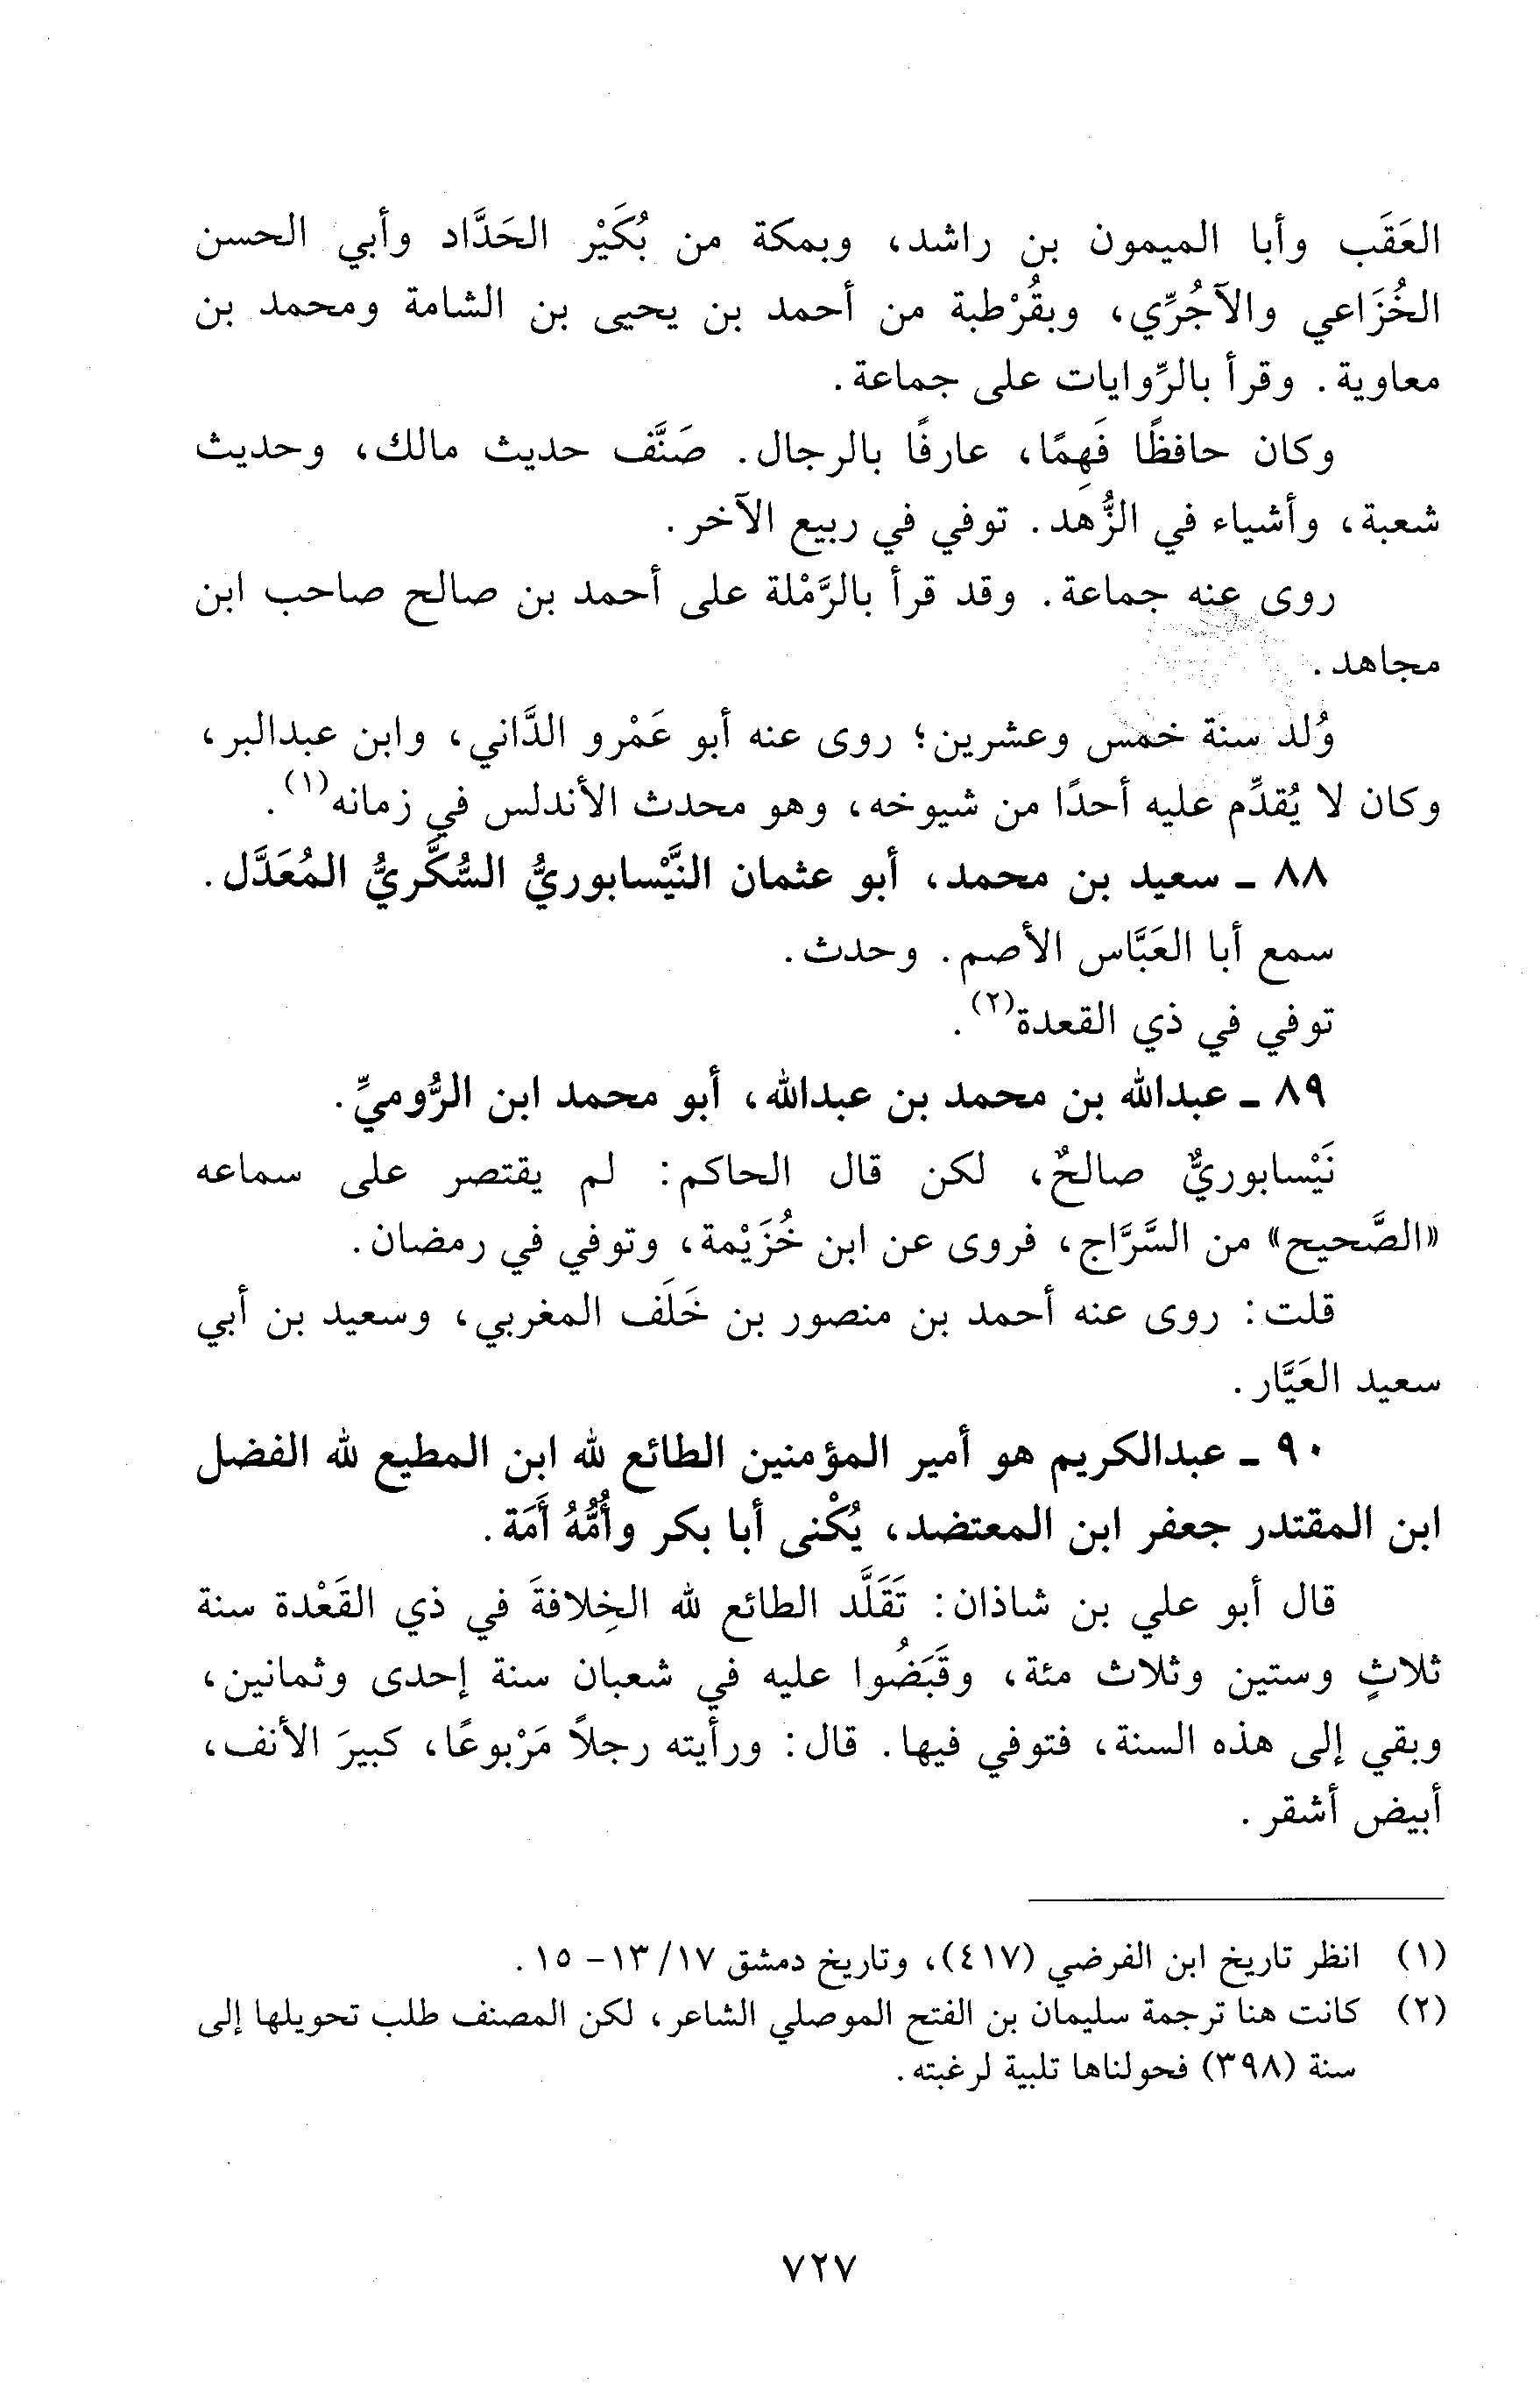 العَقَب وأبا الميمون بن راشد، وبمكة من بُكَيْر الحَدَّاد وأبي الحسن
الخُزَاعي والآجُرِّي، وبقُرْطبة من أحمد بن يحيى بن الشامة ومحمد بن
معاوية. وقرأ بالرِّوايات على جماعة.
وكان حافظًا فَهِمًا، عارفًا بالرجال. صَنَّف حديث مالك، وحديث
شعبة، وأشياء في الزُّهد. توفي في ربيع الآخر.
روى عنه جماعة. وقد قرأ بالرَّمْلة على أحمد بن صالح صاحب ابن
مجاهد.
وُلد سنة خمس وعشرين؛ روى عنه أبو عَمْرو الدَّاني، وابن عبدالبر،
وكان لا يُقدِّم عليه أحدًا من شيوخه، وهو محدث الأندلس في زمانه(١).
٨٨ ـ سعيد بن محمد، أبو عثمان النَّيْسابوريُّ السُّكَّريُّ المُعَدَّل.
سمع أبا العَبَّاس الأصم. وحدث.
توفي في ذي القعدة(٢).
٨٩ ـ عبدالله بن محمد بن عبدالله، أبو محمد ابن الرُّوميِّ.
نَيْسابوريٌّ صالحٌ، لكن قال الحاكم: لم يقتصر على سماعه
«الصَّحيح» من السَّرَّاج، فروى عن ابن خُزَيْمة، وتوفي في رمضان.
قلت: روى عنه أحمد بن منصور بن خَلَف المغربي، وسعيد بن أبي
سعيد العَيَّار.
٩٠ ـ عبدالكريم هو أمير المؤمنين الطائع لله ابن المطيع لله الفضل
ابن المقتدر جعفر ابن المعتضد، يُكْنى أبا بكر وأُمُّهُ أَمَة.
قال أبو علي بن شاذان: تَقَلَّد الطائع لله الخِلافةَ في ذي القَعْدة سنة
ثلاثٍ وستين وثلاث مئة، وقَبَضُوا عليه في شعبان سنة إحدى وثمانين،
وبقي إلى هذه السنة، فتوفي فيها. قال: ورأيته رجلاً مَرْبوعًا، كبيرَ الأنف،
أبيض أشقر.
(١) انظر تاريخ ابن الفرضي (٤١٧)، وتاريخ دمشق ١٧/ ١٣- ١٥.
(٢) كانت هنا ترجمة سليمان بن الفتح الموصلي الشاعر، لكن المصنف طلب تحويلها إلى
سنة (٣٩٨) فحولناها تلبية لرغبته.
٧٢٧